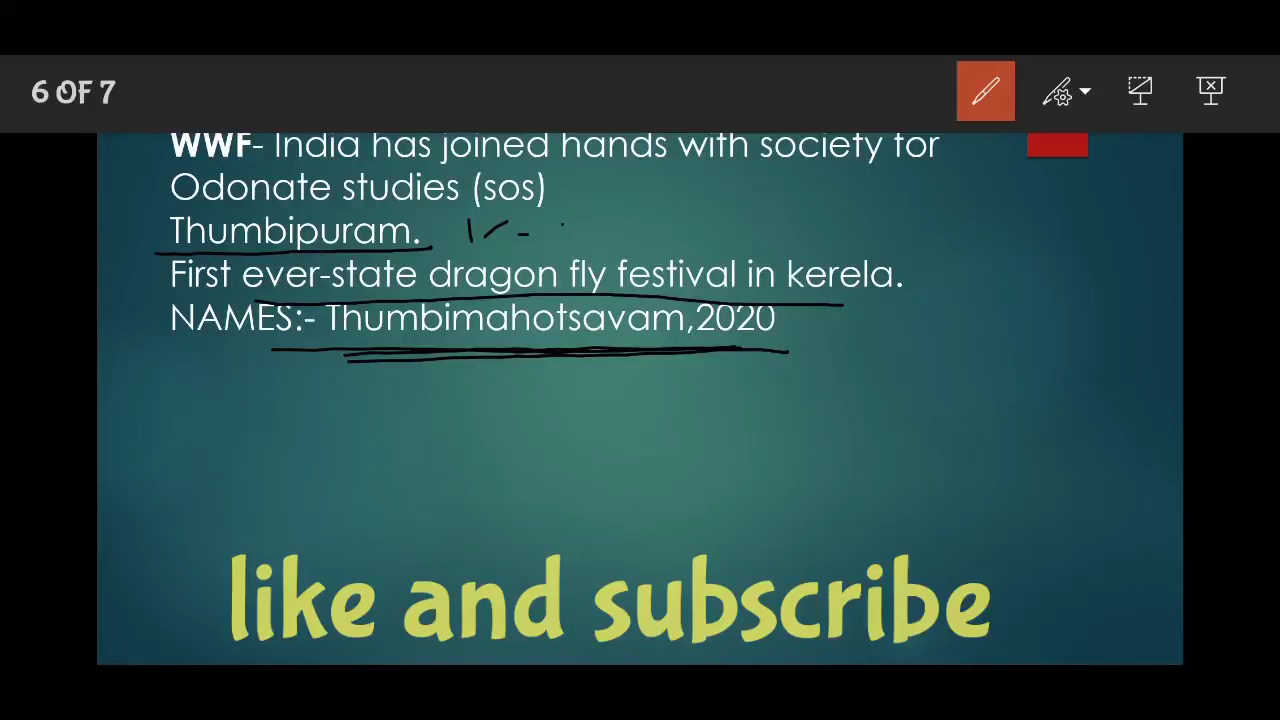 6 OF 7
WWF- India has joined hands with society for
Odonate studies (sos)
Thumbipuram.
First ever-state dragon fly festival in kerela.
NAMES:- Thumbimahotsavam,2020
like and subscribe